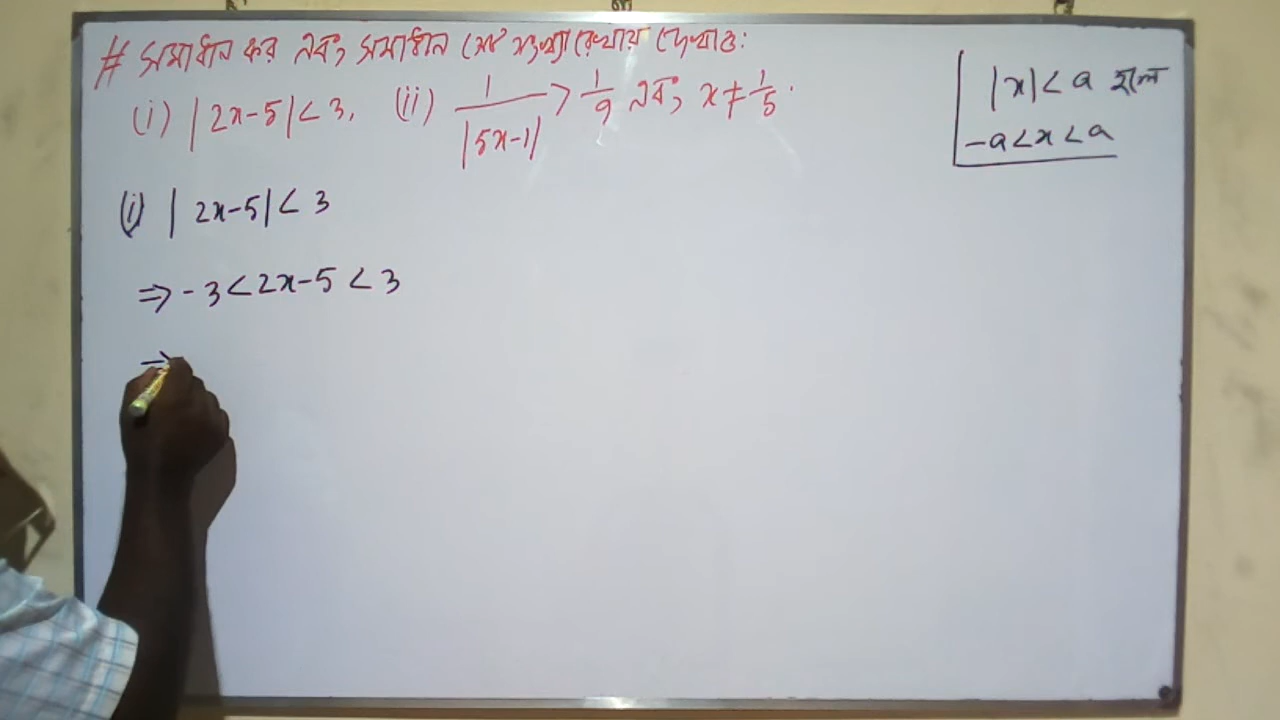 # সমাধান কর এবং সমাধান সেট সংখ্যারেখায় দেখাও:
(i) |2x-5| < 3, (ii) 1/|5x-1| > 1/9 এবং, x ≠ 1/5.
|x| < a হলে
-a < x < a
(i) |2x-5| < 3
⇒ -3 < 2x-5 < 3
⇒